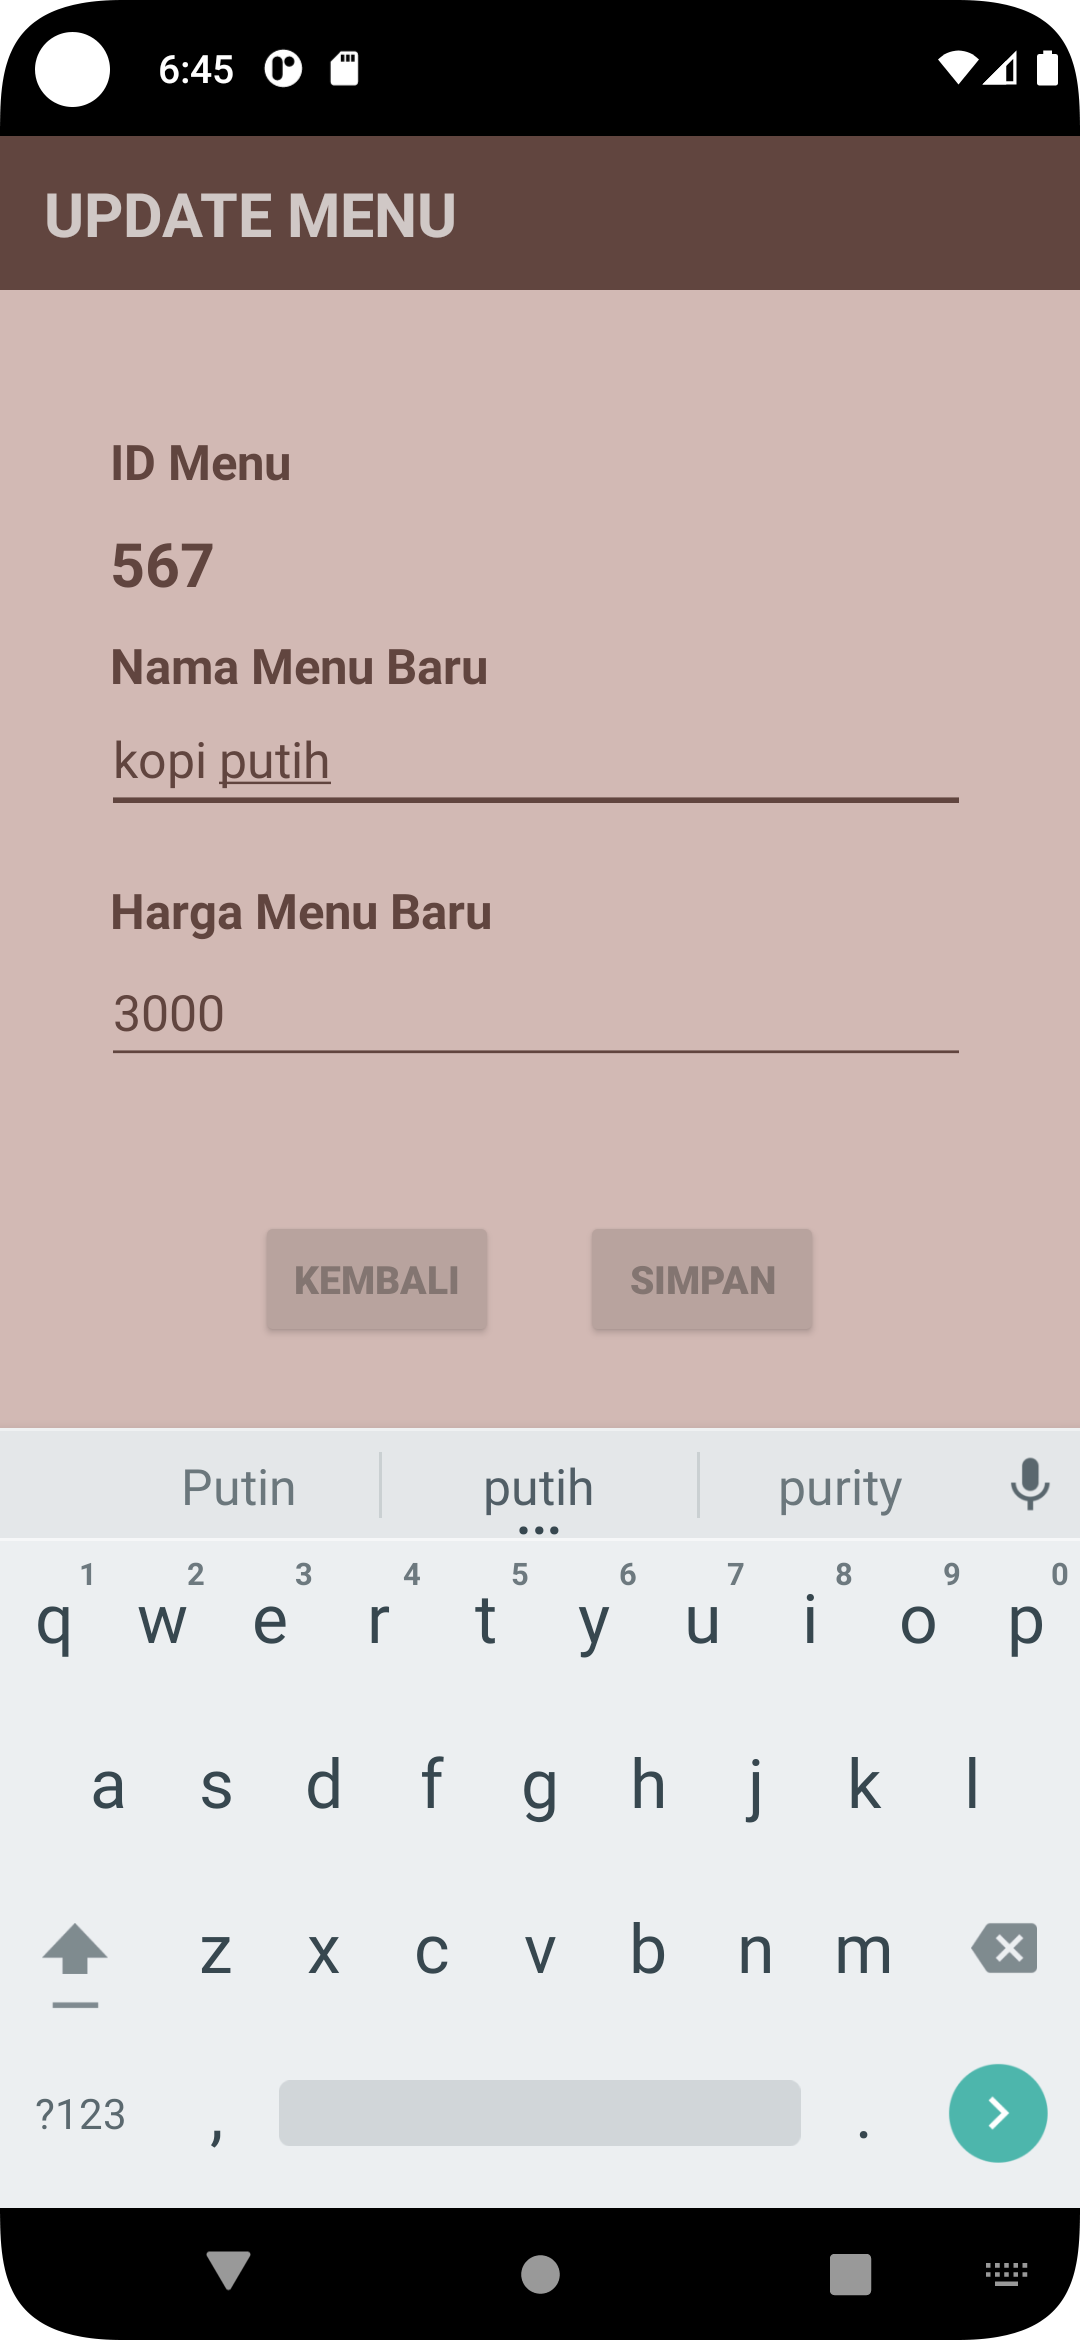 6:45
UPDATE MENU
ID Menu
567
Nama Menu Baru
kopi putih
Harga Menu Baru
3000
KEMBALI SIMPAN
Putin putih purity
1 2 3 4 5 6 7 8 9 0
q w e r t y u i o p
a s d f g h j k l
z x c v b n m
?123 , .